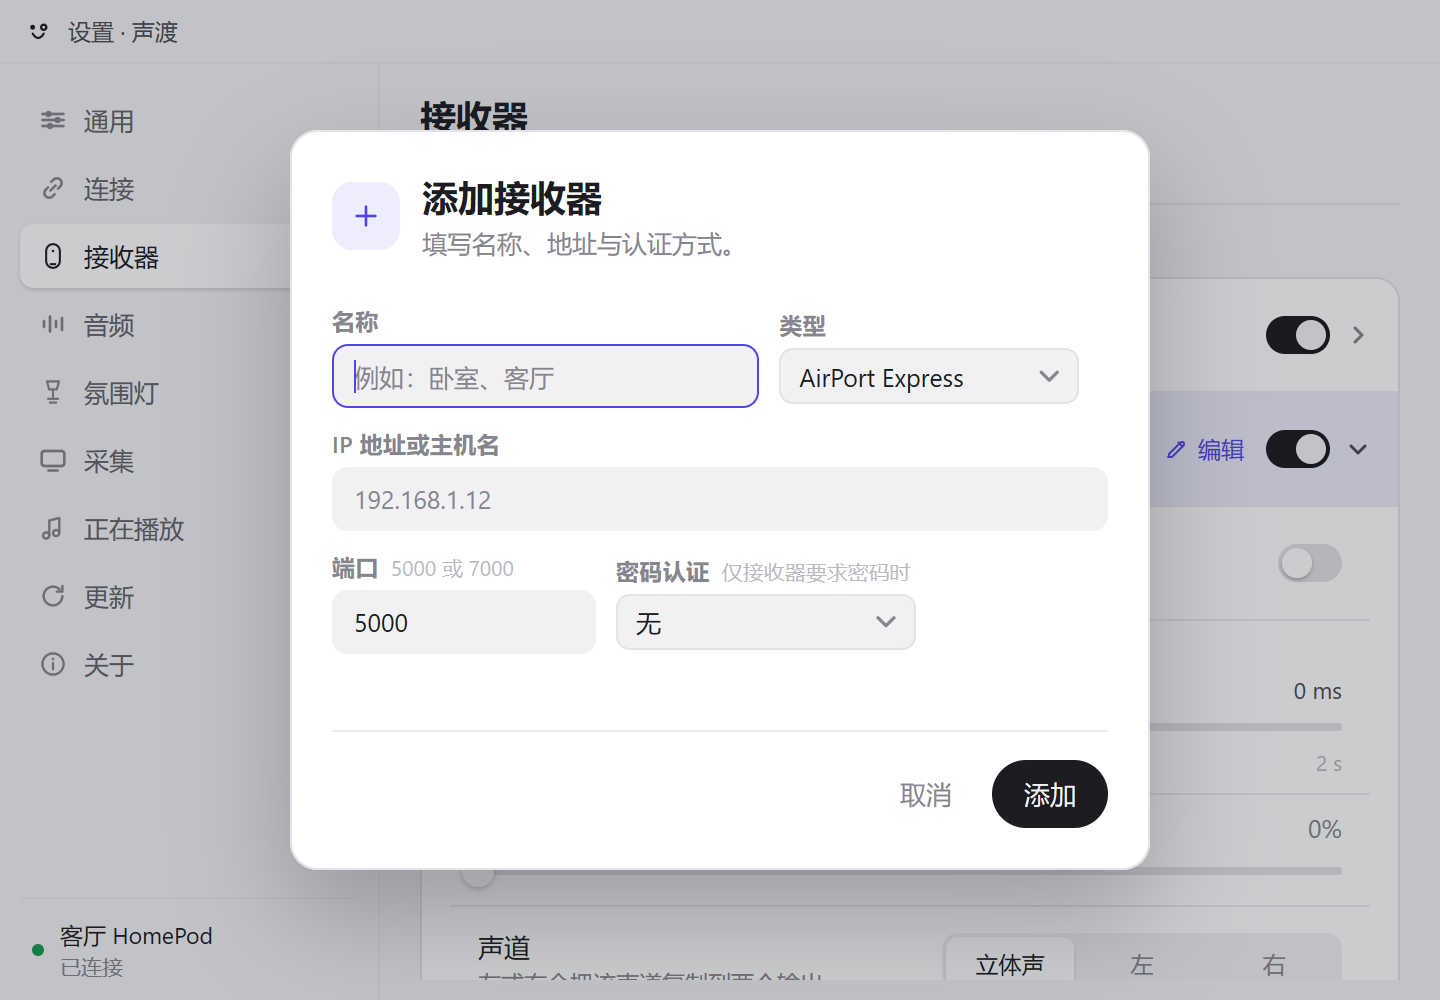 设置 · 声渡
通用
连接
接收器
音频
氛围灯
采集
正在播放
更新
关于
客厅 HomePod
已连接
接收器
添加接收器
填写名称、地址与认证方式。
名称
例如：卧室、客厅
类型
AirPort Express
IP 地址或主机名
192.168.1.12
端口 5000 或 7000
5000
密码认证 仅接收器要求密码时
无
取消
添加
编辑
0 ms
2 s
0%
声道
立体声
左
右